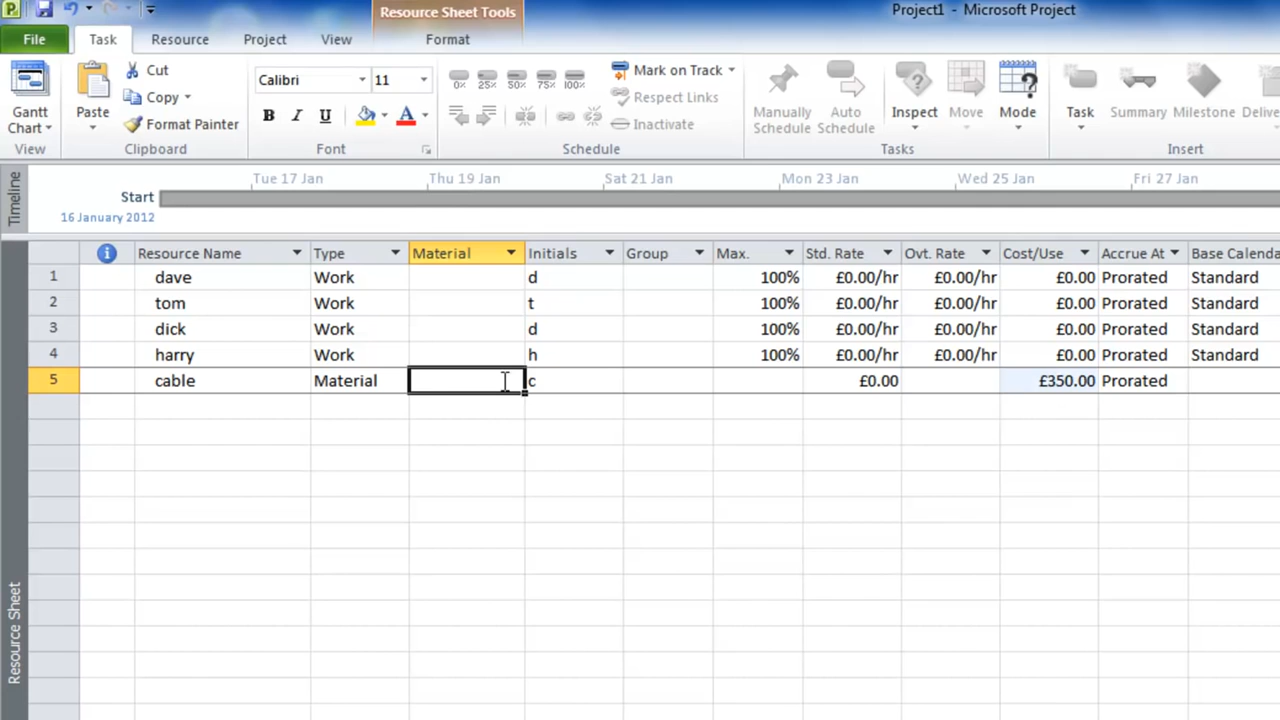 Resource Sheet Tools
Project1 - Microsoft Project
File Task Resource Project View Format
Gantt Chart
View
Paste
Cut
Copy
Format Painter
Clipboard
Calibri 11
B I U A
Font
0% 25% 50% 75% 100%
Mark on Track
Respect Links
Inactivate
Schedule
Manually Schedule
Auto Schedule
Inspect
Move
Mode
Tasks
Task
Summary
Milestone
Delive
Insert
Timeline
Tue 17 Jan Thu 19 Jan Sat 21 Jan Mon 23 Jan Wed 25 Jan Fri 27 Jan
Start
16 January 2012
Resource Name Type Material Initials Group Max. Std. Rate Ovt. Rate Cost/Use Accrue At Base Calenda
1 dave Work d 100% £0.00/hr £0.00/hr £0.00 Prorated Standard
2 tom Work t 100% £0.00/hr £0.00/hr £0.00 Prorated Standard
3 dick Work d 100% £0.00/hr £0.00/hr £0.00 Prorated Standard
4 harry Work h 100% £0.00/hr £0.00/hr £0.00 Prorated Standard
5 cable Material c £0.00 £350.00 Prorated
Resource Sheet